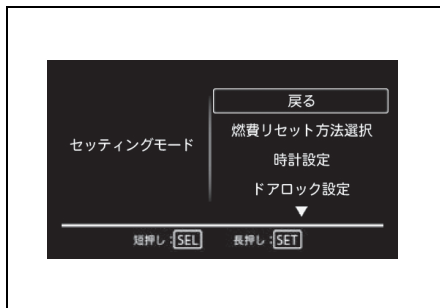 セッティングモード
戻る
燃費リセット方法選択
時計設定
ドアロック設定
▼
短押し:SEL 長押し:SET